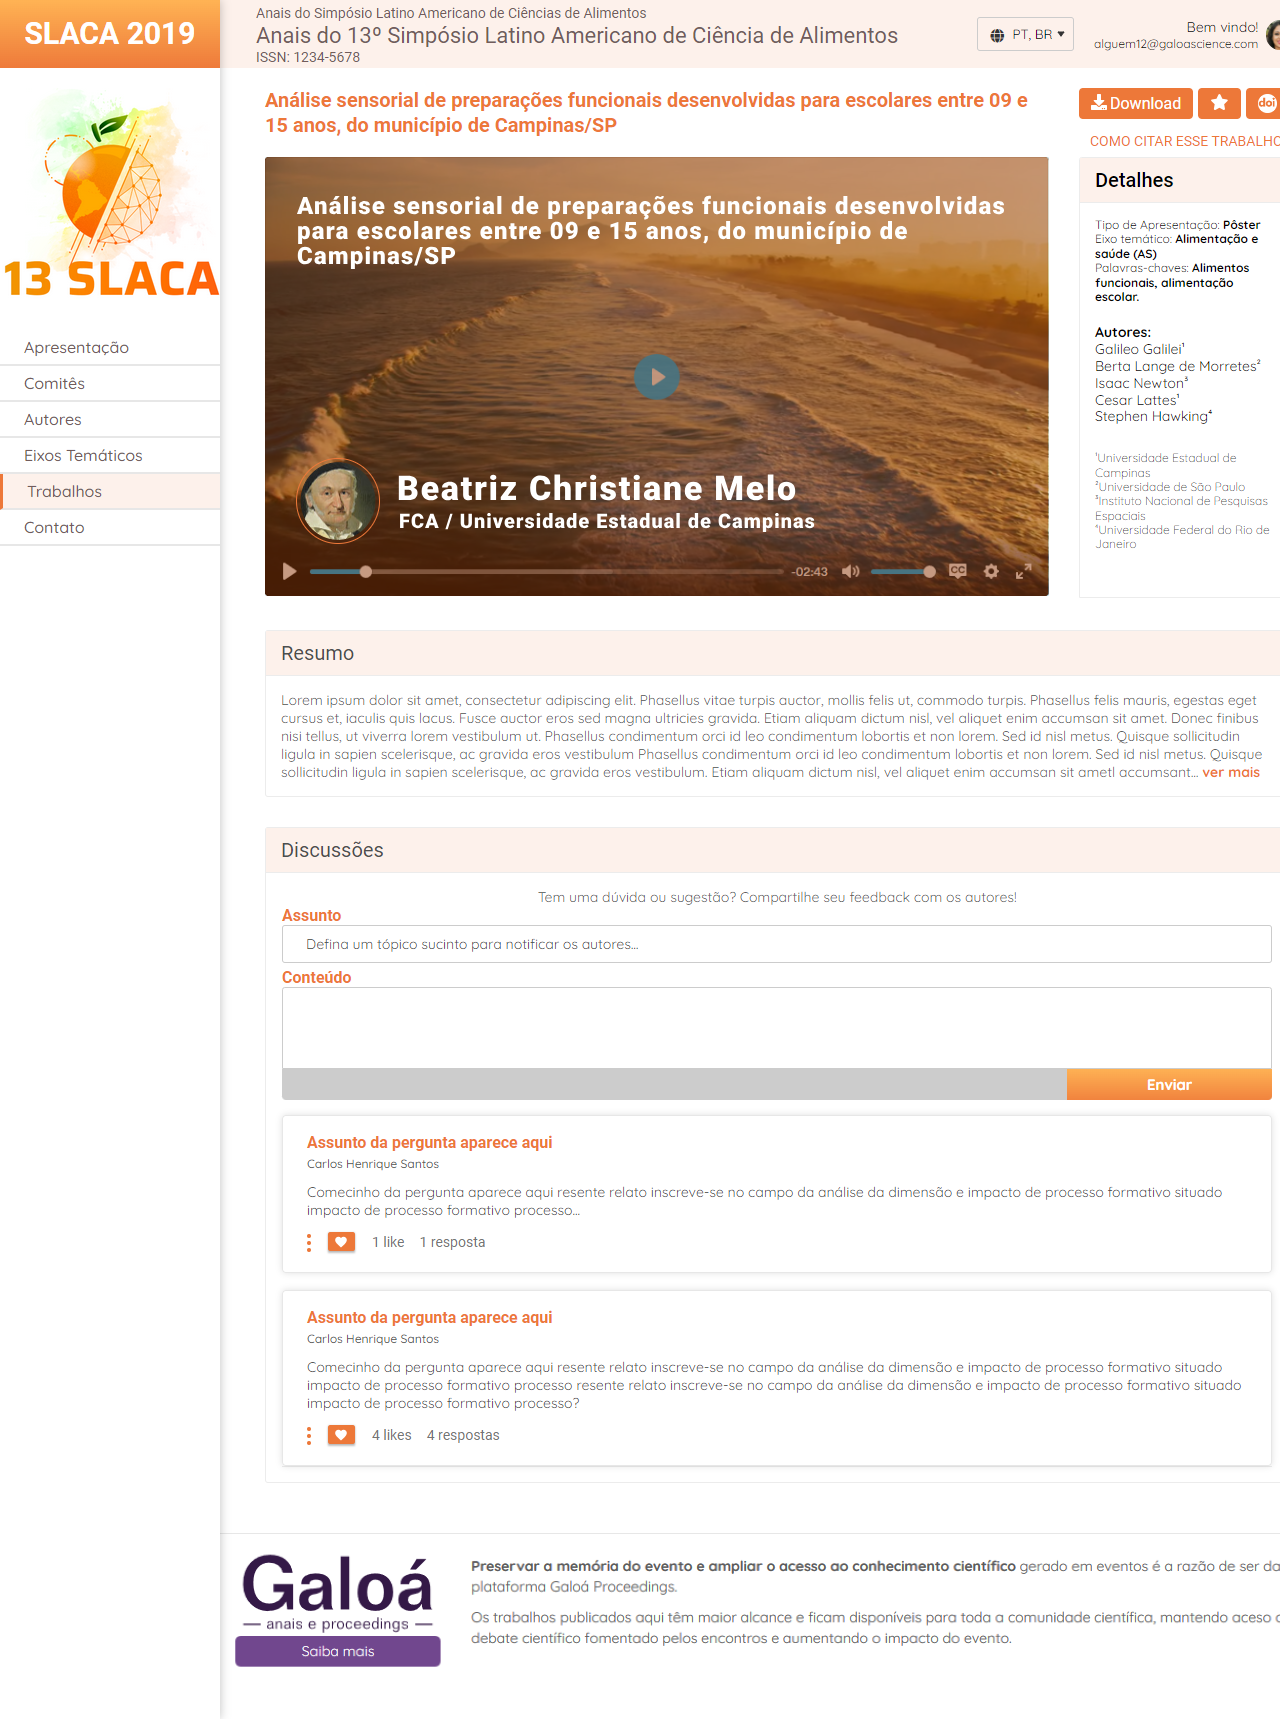 SLACA 2019
Anais do Simpósio Latino Americano de Ciências de Alimentos
Anais do 13º Simpósio Latino Americano de Ciência de Alimentos
ISSN: 1234-5678
PT, BR
Bem vindo!
alguem12@galoascience.com
13 SLACA
Apresentação
Comitês
Autores
Eixos Temáticos
Trabalhos
Contato
Análise sensorial de preparações funcionais desenvolvidas para escolares entre 09 e
15 anos, do município de Campinas/SP
Download
doi
COMO CITAR ESSE TRABALHO
Análise sensorial de preparações funcionais desenvolvidas
para escolares entre 09 e 15 anos, do município de
Campinas/SP
Beatriz Christiane Melo
FCA / Universidade Estadual de Campinas
-02:43
CC
Detalhes
Tipo de Apresentação: Pôster
Eixo temático: Alimentação e
saúde (AS)
Palavras-chaves: Alimentos
funcionais, alimentação
escolar.
Autores:
Galileo Galilei¹
Berta Lange de Morretes²
Isaac Newton³
Cesar Lattes¹
Stephen Hawking⁴
¹Universidade Estadual de
Campinas
²Universidade de São Paulo
³Instituto Nacional de Pesquisas
Espaciais
⁴Universidade Federal do Rio de
Janeiro
Resumo
Lorem ipsum dolor sit amet, consectetur adipiscing elit. Phasellus vitae turpis auctor, mollis felis ut, commodo turpis. Phasellus felis mauris, egestas eget
cursus et, iaculis quis lacus. Fusce auctor eros sed magna ultricies gravida. Etiam aliquam dictum nisl, vel aliquet enim accumsan sit amet. Donec finibus
nisi tellus, ut viverra lorem vestibulum ut. Phasellus condimentum orci id leo condimentum lobortis et non lorem. Sed id nisl metus. Quisque sollicitudin
ligula in sapien scelerisque, ac gravida eros vestibulum Phasellus condimentum orci id leo condimentum lobortis et non lorem. Sed id nisl metus. Quisque
sollicitudin ligula in sapien scelerisque, ac gravida eros vestibulum. Etiam aliquam dictum nisl, vel aliquet enim accumsan sit ametl accumsant... ver mais
Discussões
Tem uma dúvida ou sugestão? Compartilhe seu feedback com os autores!
Assunto
Defina um tópico sucinto para notificar os autores...
Conteúdo
Enviar
Assunto da pergunta aparece aqui
Carlos Henrique Santos
Comecinho da pergunta aparece aqui resente relato inscreve-se no campo da análise da dimensão e impacto de processo formativo situado
impacto de processo formativo processo...
1 like 1 resposta
Assunto da pergunta aparece aqui
Carlos Henrique Santos
Comecinho da pergunta aparece aqui resente relato inscreve-se no campo da análise da dimensão e impacto de processo formativo situado
impacto de processo formativo processo resente relato inscreve-se no campo da análise da dimensão e impacto de processo formativo situado
impacto de processo formativo processo?
4 likes 4 respostas
Galoá
anais e proceedings
Saiba mais
Preservar a memória do evento e ampliar o acesso ao conhecimento científico gerado em eventos é a razão de ser da
plataforma Galoá Proceedings.
Os trabalhos publicados aqui têm maior alcance e ficam disponíveis para toda a comunidade científica, mantendo aceso o
debate científico fomentado pelos encontros e aumentando o impacto do evento.